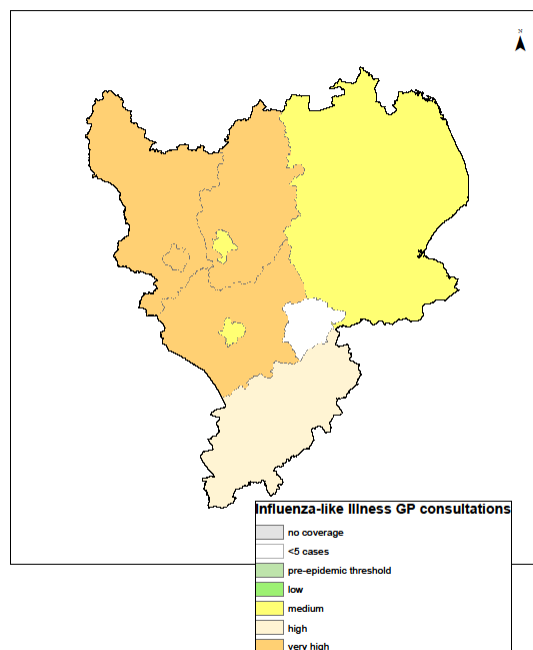 N
Influenza-like Illness GP consultations
no coverage
<5 cases
pre-epidemic threshold
low
medium
high
very high